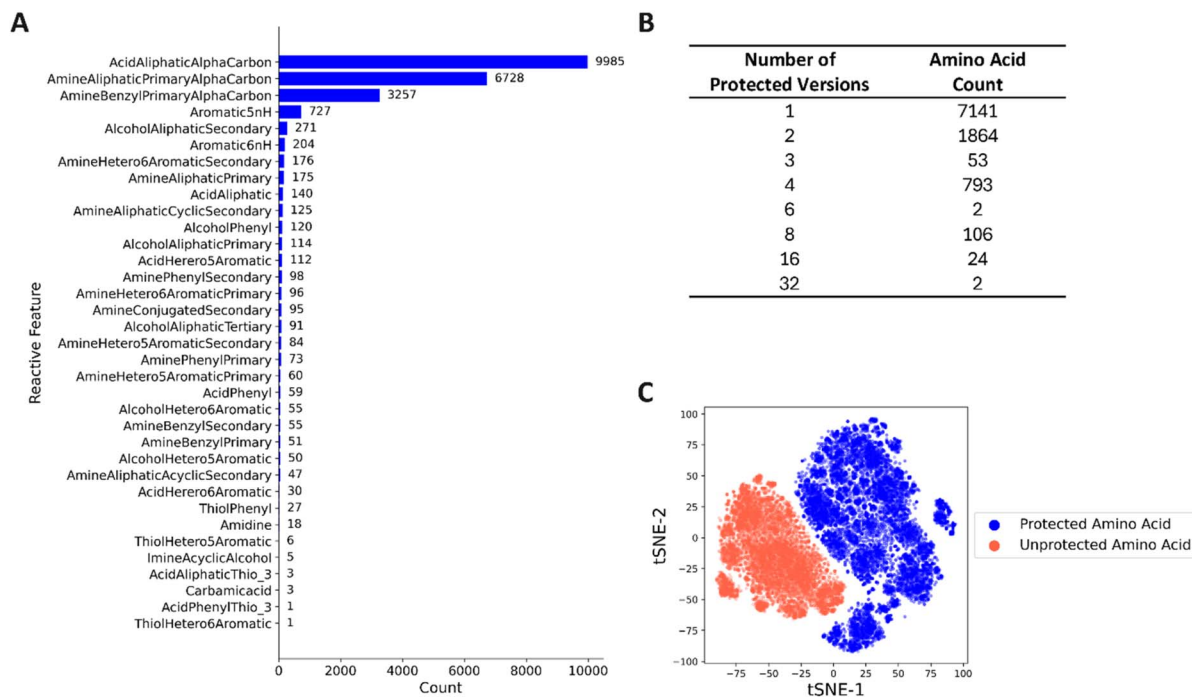 A
AcidAliphaticAlphaCarbon 9985
AmineAliphaticPrimaryAlphaCarbon 6728
AmineBenzylPrimaryAlphaCarbon 3257
Aromatic5nH 727
AlcoholAliphaticSecondary 271
Aromatic6nH 204
AmineHetero6AromaticSecondary 176
AmineAliphaticPrimary 175
AcidAliphatic 140
AmineAliphaticCyclicSecondary 125
AlcoholPhenyl 120
AlcoholAliphaticPrimary 114
AcidHerero5Aromatic 112
AminePhenylSecondary 98
AmineHetero6AromaticPrimary 96
AmineConjugatedSecondary 95
AlcoholAliphaticTertiary 91
AmineHetero5AromaticSecondary 84
AminePhenylPrimary 73
AmineHetero5AromaticPrimary 60
AcidPhenyl 59
AlcoholHetero6Aromatic 55
AmineBenzylSecondary 55
AmineBenzylPrimary 51
AlcoholHetero5Aromatic 50
AmineAliphaticAcyclicSecondary 47
AcidHerero6Aromatic 30
ThiolPhenyl 27
Amidine 18
ThiolHetero5Aromatic 6
ImineAcyclicAlcohol 5
AcidAliphaticThio_3 3
Carbamicacid 3
AcidPhenylThio_3 1
ThiolHetero6Aromatic 1
Reactive Feature
0 2000 4000 6000 8000 10000
Count
B
Number of Amino Acid
Protected Versions Count
1 7141
2 1864
3 53
4 793
6 2
8 106
16 24
32 2
C
100
75
50
25
0
−25
−50
−75
−100
tSNE-2
−75 −50 −25 0 25 50 75 100
tSNE-1
Protected Amino Acid
Unprotected Amino Acid